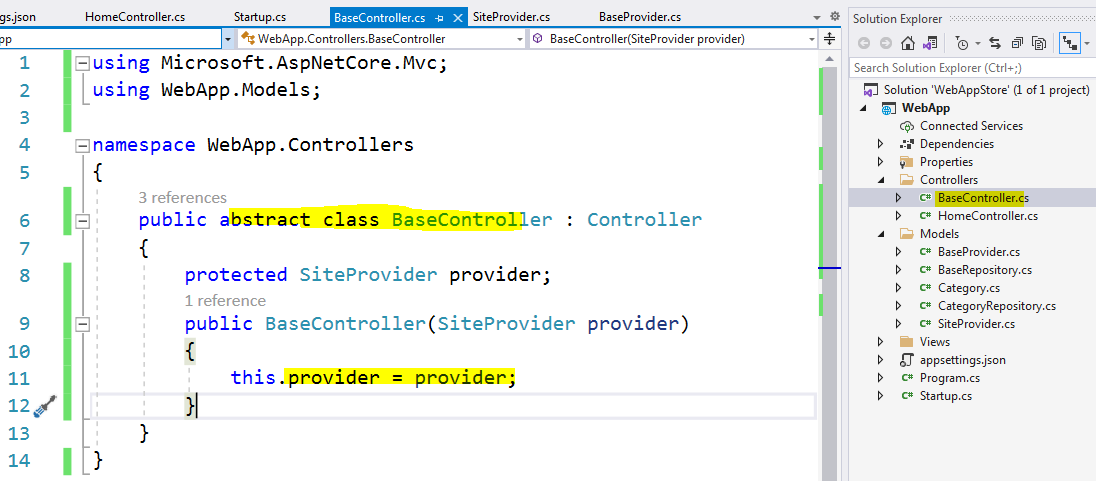 gs.json HomeController.cs Startup.cs BaseController.cs SiteProvider.cs BaseProvider.cs
pp WebApp.Controllers.BaseController BaseController(SiteProvider provider)
1 using Microsoft.AspNetCore.Mvc;
2 using WebApp.Models;
3
4 namespace WebApp.Controllers
5 {
3 references
6 public abstract class BaseController : Controller
7 {
8 protected SiteProvider provider;
1 reference
9 public BaseController(SiteProvider provider)
10 {
11 this.provider = provider;
12 }
13 }
14 }
Solution Explorer
Search Solution Explorer (Ctrl+;)
Solution 'WebAppStore' (1 of 1 project)
WebApp
Connected Services
Dependencies
Properties
Controllers
C# BaseController.cs
C# HomeController.cs
Models
C# BaseProvider.cs
C# BaseRepository.cs
C# Category.cs
C# CategoryRepository.cs
C# SiteProvider.cs
Views
appsettings.json
C# Program.cs
C# Startup.cs